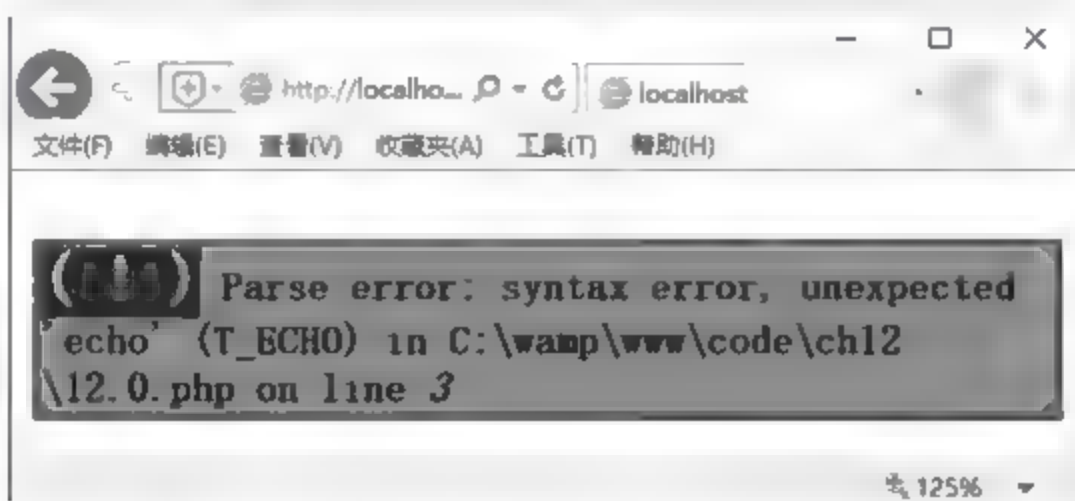 http://localho... localhost
文件(F) 编辑(E) 查看(V) 收藏夹(A) 工具(T) 帮助(H)
(!) Parse error: syntax error, unexpected
'echo' (T_ECHO) in C:\wamp\www\code\ch12
\12.0.php on line 3
125%